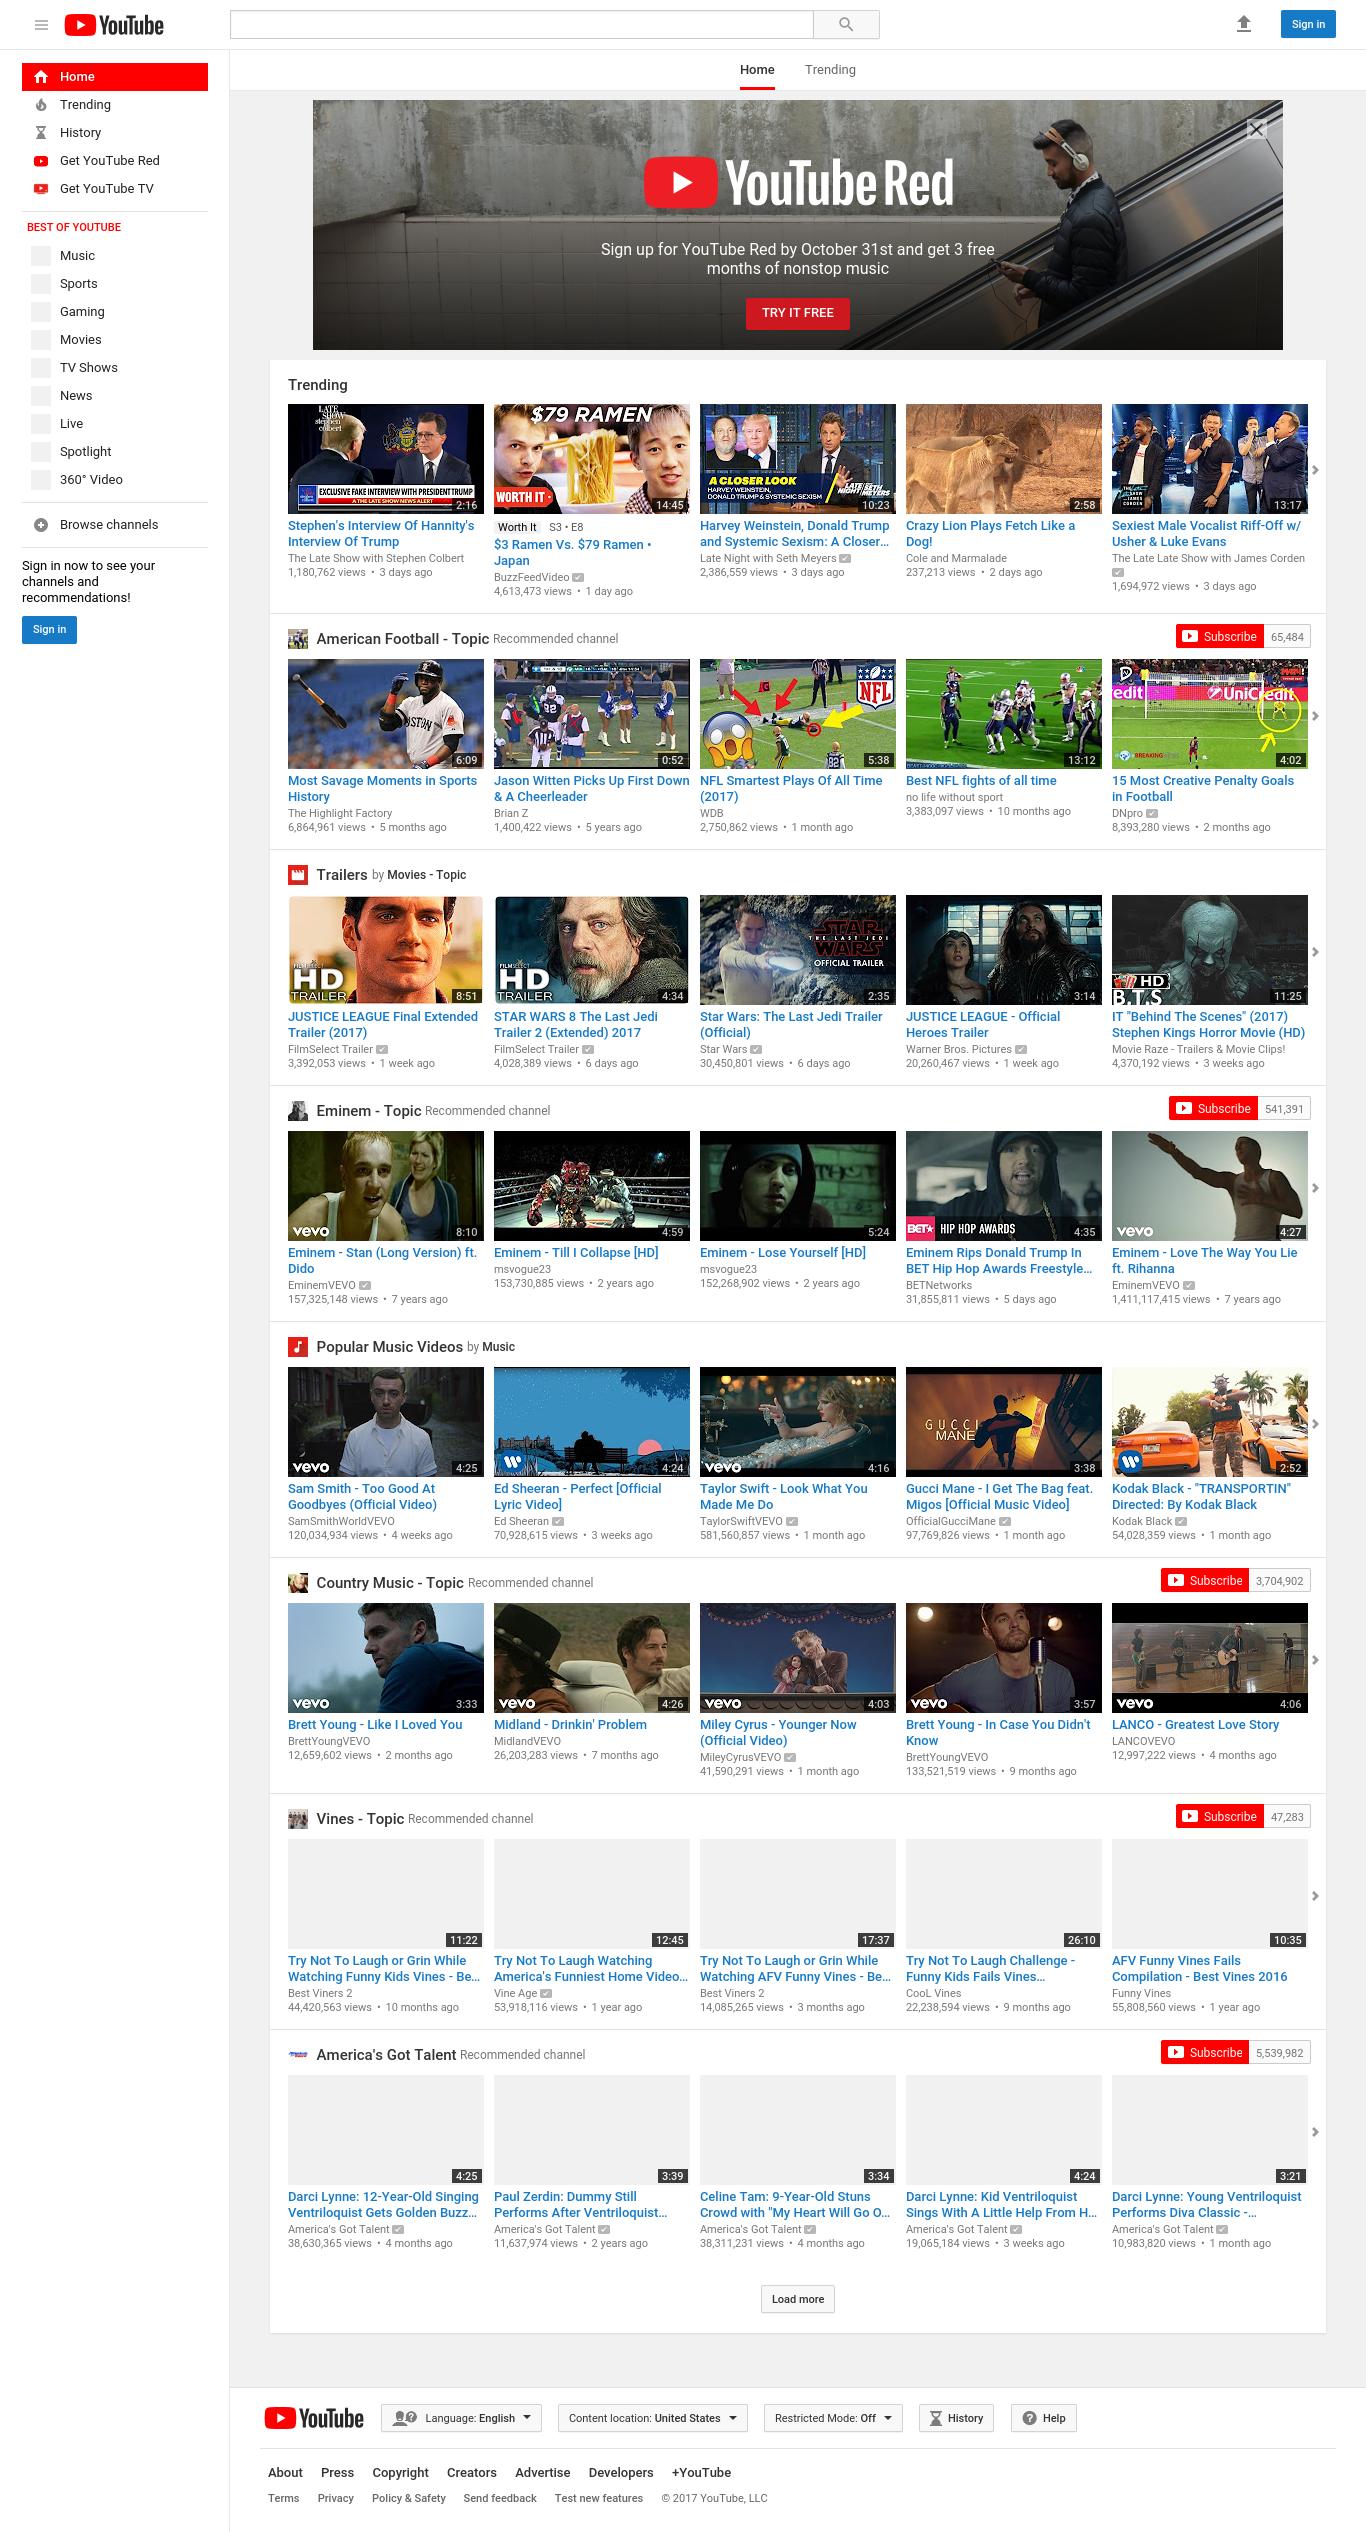 YouTube
Sign in
Home
Trending
History
Get YouTube Red
Get YouTube TV
BEST OF YOUTUBE
Music
Sports
Gaming
Movies
TV Shows
News
Live
Spotlight
360° Video
Browse channels
Sign in now to see your
channels and
recommendations!
Sign in
Home Trending
YouTube Red
Sign up for YouTube Red by October 31st and get 3 free
months of nonstop music
TRY IT FREE
Trending
LATE SHOW stephen colbert
EXCLUSIVE FAKE INTERVIEW WITH PRESIDENT TRUMP
A THE LATE SHOW NEWS ALERT
2:16
Stephen's Interview Of Hannity's
Interview Of Trump
The Late Show with Stephen Colbert
1,180,762 views • 3 days ago
$79 RAMEN
WORTH IT
14:45
Worth It S3 • E8
$3 Ramen Vs. $79 Ramen •
Japan
BuzzFeedVideo
4,613,473 views • 1 day ago
A CLOSER LOOK
HARVEY WEINSTEIN,
DONALD TRUMP & SYSTEMIC SEXISM
LATE NIGHT SETH MEYERS
10:23
Harvey Weinstein, Donald Trump
and Systemic Sexism: A Closer...
Late Night with Seth Meyers
2,386,559 views • 3 days ago
2:58
Crazy Lion Plays Fetch Like a
Dog!
Cole and Marmalade
237,213 views • 2 days ago
13:17
Sexiest Male Vocalist Riff-Off w/
Usher & Luke Evans
The Late Late Show with James Corden
1,694,972 views • 3 days ago
American Football - Topic Recommended channel
Subscribe 65,484
6:09
Most Savage Moments in Sports
History
The Highlight Factory
6,864,961 views • 5 months ago
0:52
Jason Witten Picks Up First Down
& A Cheerleader
Brian Z
1,400,422 views • 5 years ago
NFL
5:38
NFL Smartest Plays Of All Time
(2017)
WDB
2,750,862 views • 1 month ago
13:12
Best NFL fights of all time
no life without sport
3,383,097 views • 10 months ago
edit UniCredit
4:02
15 Most Creative Penalty Goals
in Football
DNpro
8,393,280 views • 2 months ago
Trailers by Movies - Topic
FILMSELECT
HD
TRAILER
8:51
JUSTICE LEAGUE Final Extended
Trailer (2017)
FilmSelect Trailer
3,392,053 views • 1 week ago
FILMSELECT
HD
TRAILER
4:34
STAR WARS 8 The Last Jedi
Trailer 2 (Extended) 2017
FilmSelect Trailer
4,028,389 views • 6 days ago
STAR
THE LAST JEDI
WARS
OFFICIAL TRAILER
2:35
Star Wars: The Last Jedi Trailer
(Official)
Star Wars
30,450,801 views • 6 days ago
3:14
JUSTICE LEAGUE - Official
Heroes Trailer
Warner Bros. Pictures
20,260,467 views • 1 week ago
HD
B.T.S
11:25
IT "Behind The Scenes" (2017)
Stephen Kings Horror Movie (HD)
Movie Raze - Trailers & Movie Clips!
4,370,192 views • 3 weeks ago
Eminem - Topic Recommended channel
Subscribe 541,391
vevo
8:10
Eminem - Stan (Long Version) ft.
Dido
EminemVEVO
157,325,148 views • 7 years ago
4:59
Eminem - Till I Collapse [HD]
msvogue23
153,730,885 views • 2 years ago
5:24
Eminem - Lose Yourself [HD]
msvogue23
152,268,902 views • 2 years ago
BET HIP HOP AWARDS
4:35
Eminem Rips Donald Trump In
BET Hip Hop Awards Freestyle...
BETNetworks
31,855,811 views • 5 days ago
vevo
4:27
Eminem - Love The Way You Lie
ft. Rihanna
EminemVEVO
1,411,117,415 views • 7 years ago
Popular Music Videos by Music
vevo
4:25
Sam Smith - Too Good At
Goodbyes (Official Video)
SamSmithWorldVEVO
120,034,934 views • 4 weeks ago
4:24
Ed Sheeran - Perfect [Official
Lyric Video]
Ed Sheeran
70,928,615 views • 3 weeks ago
vevo
4:16
Taylor Swift - Look What You
Made Me Do
TaylorSwiftVEVO
581,560,857 views • 1 month ago
GUCCI
MANE
3:38
Gucci Mane - I Get The Bag feat.
Migos [Official Music Video]
OfficialGucciMane
97,769,826 views • 1 month ago
2:52
Kodak Black - "TRANSPORTIN"
Directed: By Kodak Black
Kodak Black
54,028,359 views • 1 month ago
Country Music - Topic Recommended channel
Subscribe 3,704,902
vevo
3:33
Brett Young - Like I Loved You
BrettYoungVEVO
12,659,602 views • 2 months ago
vevo
4:26
Midland - Drinkin' Problem
MidlandVEVO
26,203,283 views • 7 months ago
vevo
4:03
Miley Cyrus - Younger Now
(Official Video)
MileyCyrusVEVO
41,590,291 views • 1 month ago
vevo
3:57
Brett Young - In Case You Didn't
Know
BrettYoungVEVO
133,521,519 views • 9 months ago
vevo
4:06
LANCO - Greatest Love Story
LANCOVEVO
12,997,222 views • 4 months ago
Vines - Topic Recommended channel
Subscribe 47,283
11:22
Try Not To Laugh or Grin While
Watching Funny Kids Vines - Be...
Best Viners 2
44,420,563 views • 10 months ago
12:45
Try Not To Laugh Watching
America's Funniest Home Video...
Vine Age
53,918,116 views • 1 year ago
17:37
Try Not To Laugh or Grin While
Watching AFV Funny Vines - Be...
Best Viners 2
14,085,265 views • 3 months ago
26:10
Try Not To Laugh Challenge -
Funny Kids Fails Vines...
CooL Vines
22,238,594 views • 9 months ago
10:35
AFV Funny Vines Fails
Compilation - Best Vines 2016
Funny Vines
55,808,560 views • 1 year ago
America's Got Talent Recommended channel
Subscribe 5,539,982
4:25
Darci Lynne: 12-Year-Old Singing
Ventriloquist Gets Golden Buzz...
America's Got Talent
38,630,365 views • 4 months ago
3:39
Paul Zerdin: Dummy Still
Performs After Ventriloquist...
America's Got Talent
11,637,974 views • 2 years ago
3:34
Celine Tam: 9-Year-Old Stuns
Crowd with "My Heart Will Go O...
America's Got Talent
38,311,231 views • 4 months ago
4:24
Darci Lynne: Kid Ventriloquist
Sings With A Little Help From H...
America's Got Talent
19,065,184 views • 3 weeks ago
3:21
Darci Lynne: Young Ventriloquist
Performs Diva Classic -...
America's Got Talent
10,983,820 views • 1 month ago
Load more
YouTube Language: English Content location: United States Restricted Mode: Off History Help
About Press Copyright Creators Advertise Developers +YouTube
Terms Privacy Policy & Safety Send feedback Test new features © 2017 YouTube, LLC